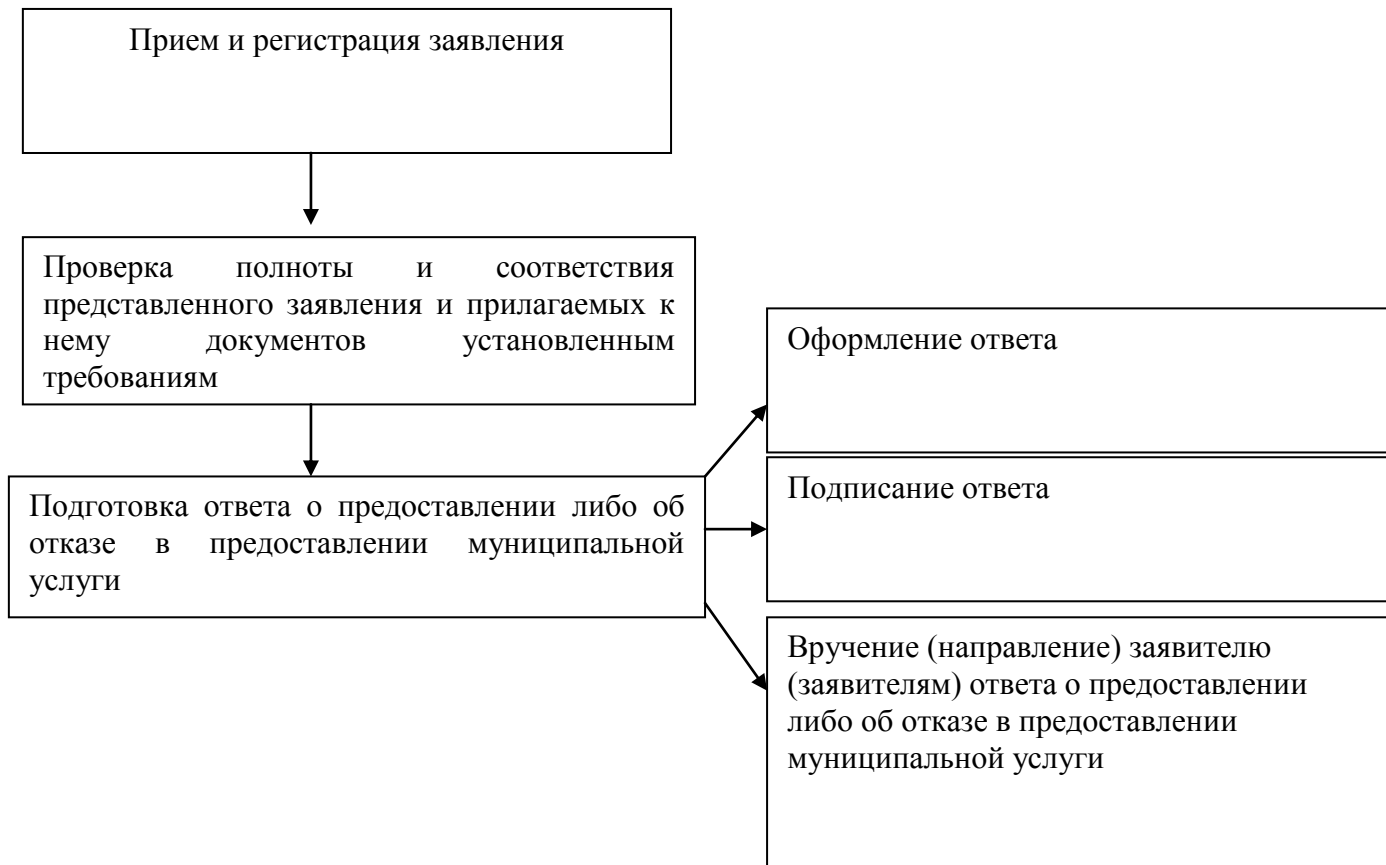 Прием и регистрация заявления
Проверка полноты и соответствия
представленного заявления и прилагаемых к
нему документов установленным
требованиям
Подготовка ответа о предоставлении либо об
отказе в предоставлении муниципальной
услуги
Оформление ответа
Подписание ответа
Вручение (направление) заявителю
(заявителям) ответа о предоставлении
либо об отказе в предоставлении
муниципальной услуги